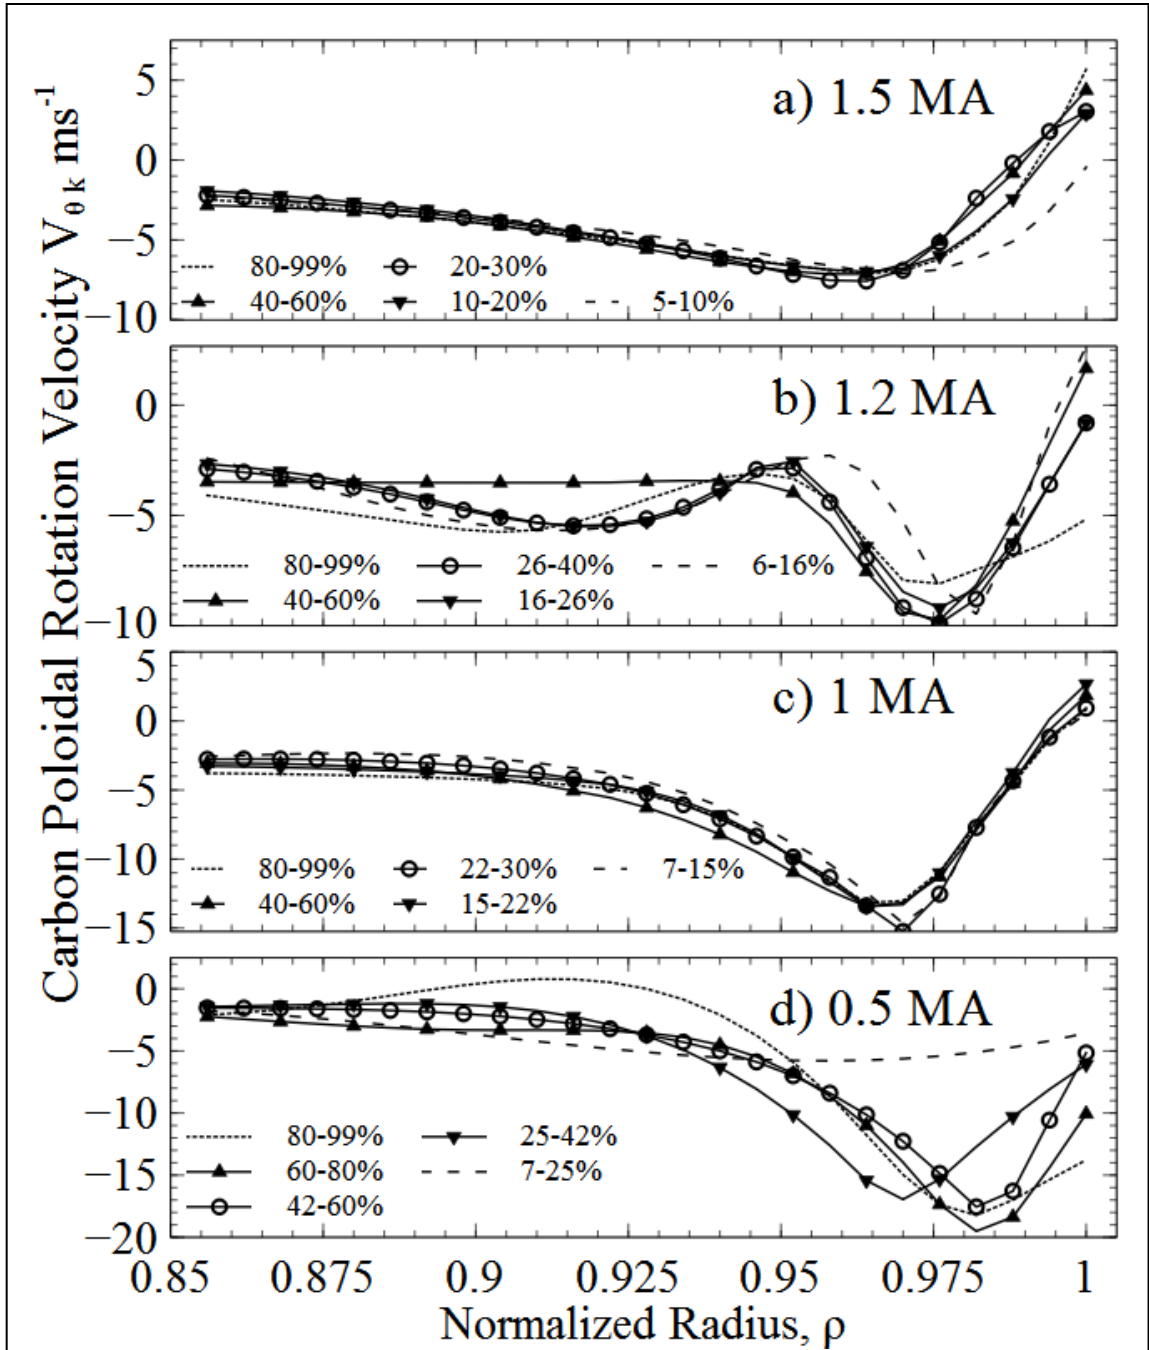 Carbon Poloidal Rotation Velocity V θ k ms-1
a) 1.5 MA
5
0
−5
−10
80-99% 20-30%
40-60% 10-20% 5-10%
b) 1.2 MA
0
−5
−10
80-99% 26-40% 6-16%
40-60% 16-26%
c) 1 MA
5
0
−5
−10
−15
80-99% 22-30% 7-15%
40-60% 15-22%
d) 0.5 MA
0
−5
−10
−15
−20
80-99% 25-42%
60-80% 7-25%
42-60%
0.85 0.875 0.9 0.925 0.95 0.975 1
Normalized Radius, ρ